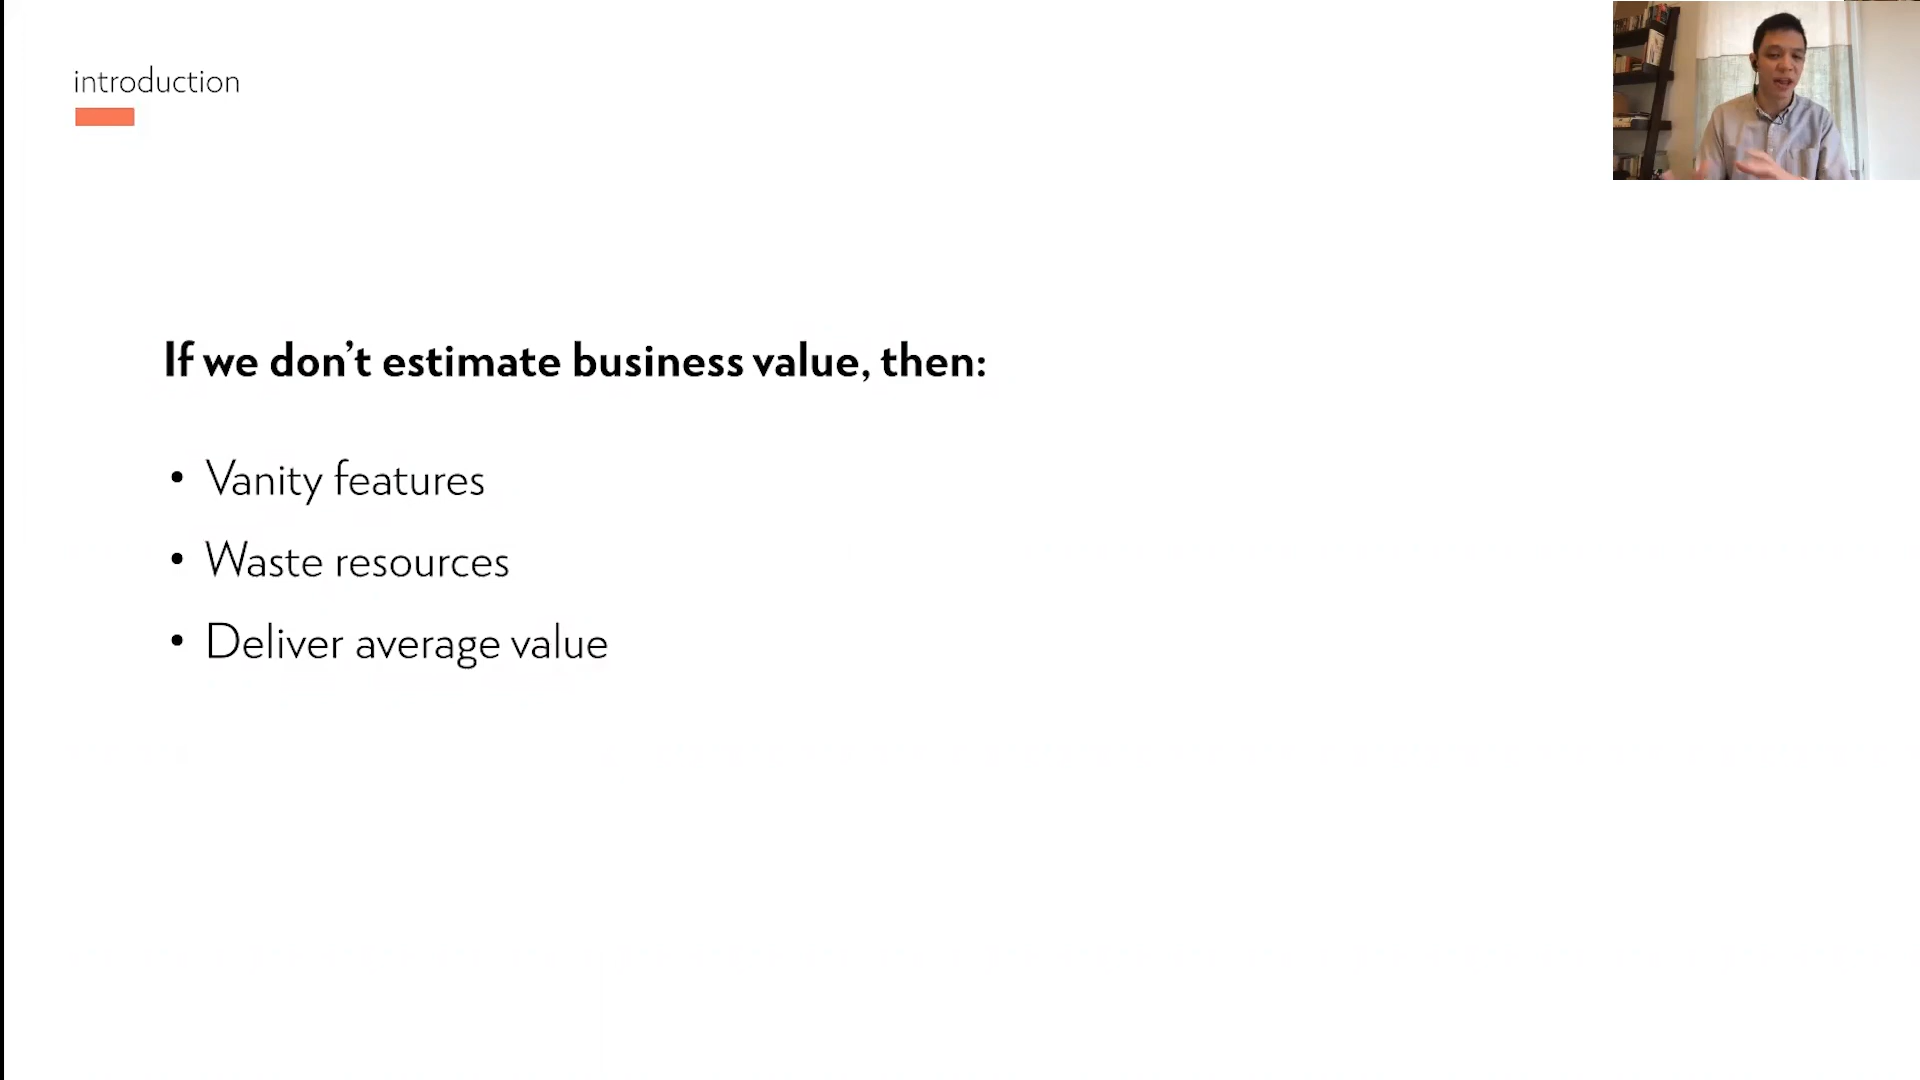 introduction
If we don’t estimate business value, then:
• Vanity features
• Waste resources
• Deliver average value